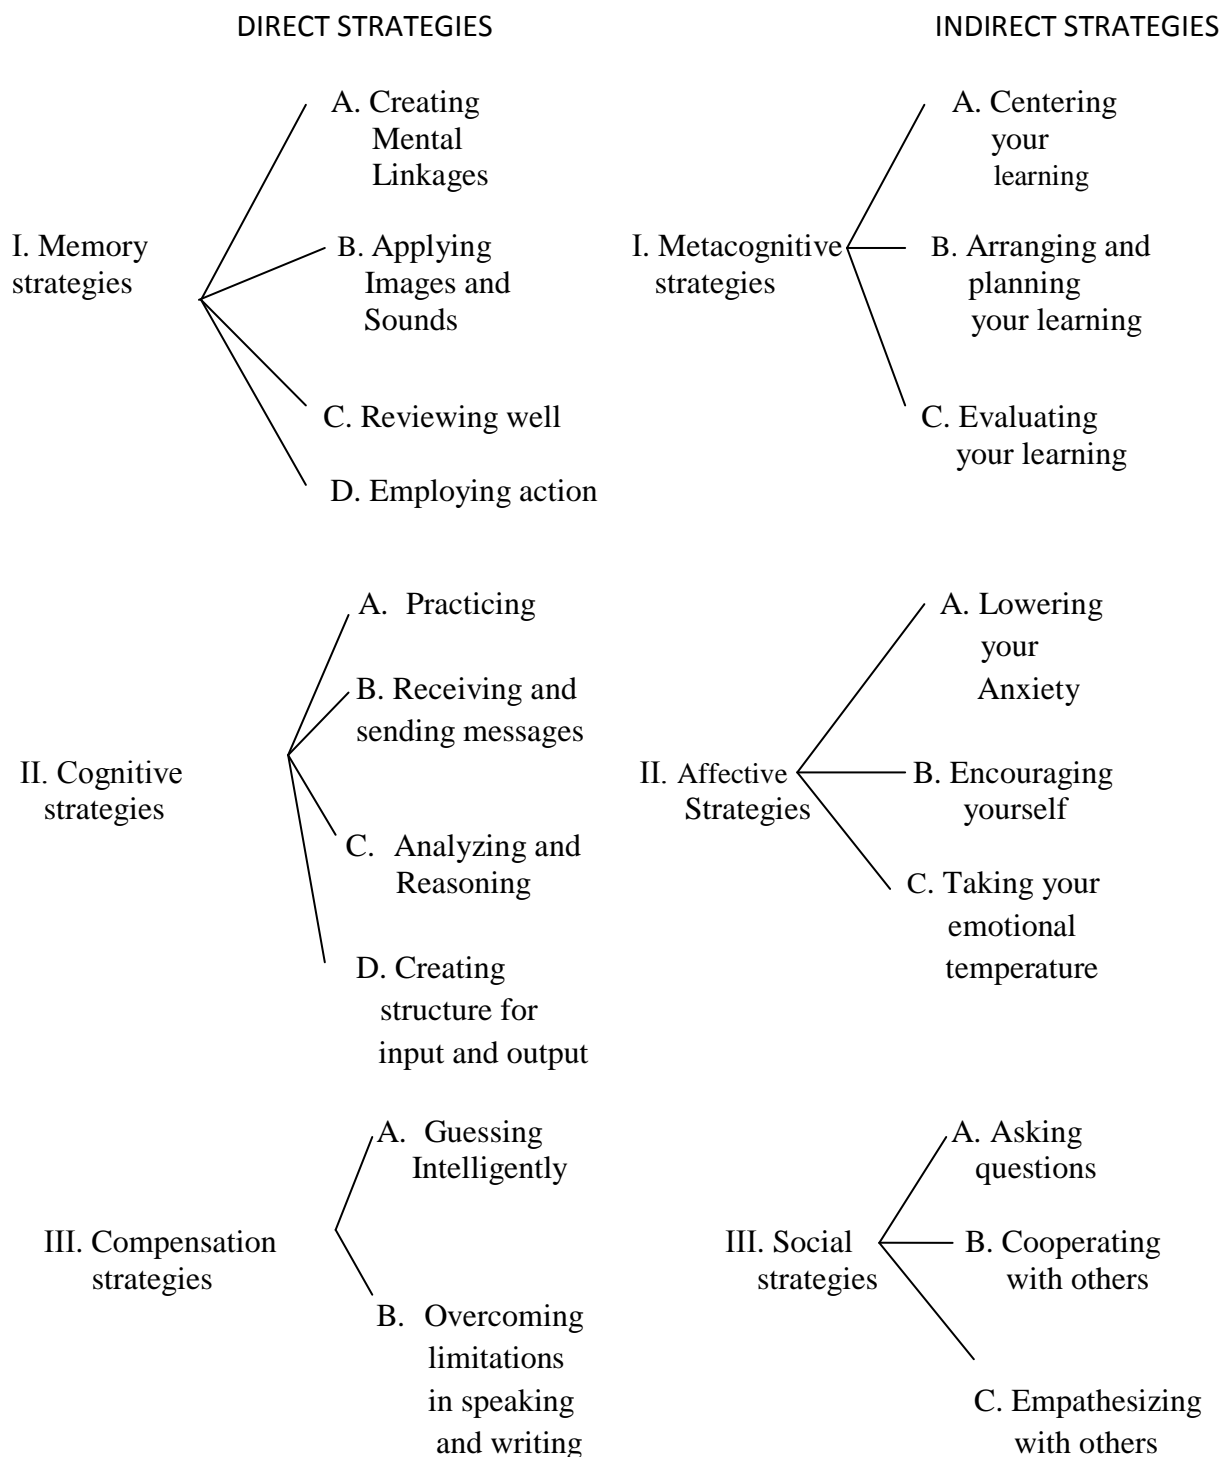 DIRECT STRATEGIES
INDIRECT STRATEGIES
I. Memory
strategies
A. Creating
Mental
Linkages
B. Applying
Images and
Sounds
C. Reviewing well
D. Employing action
I. Metacognitive
strategies
A. Centering
your
learning
B. Arranging and
planning
your learning
C. Evaluating
your learning
II. Cognitive
strategies
A. Practicing
B. Receiving and
sending messages
C. Analyzing and
Reasoning
D. Creating
structure for
input and output
II. Affective
Strategies
A. Lowering
your
Anxiety
B. Encouraging
yourself
C. Taking your
emotional
temperature
III. Compensation
strategies
A. Guessing
Intelligently
B. Overcoming
limitations
in speaking
and writing
III. Social
strategies
A. Asking
questions
B. Cooperating
with others
C. Empathesizing
with others